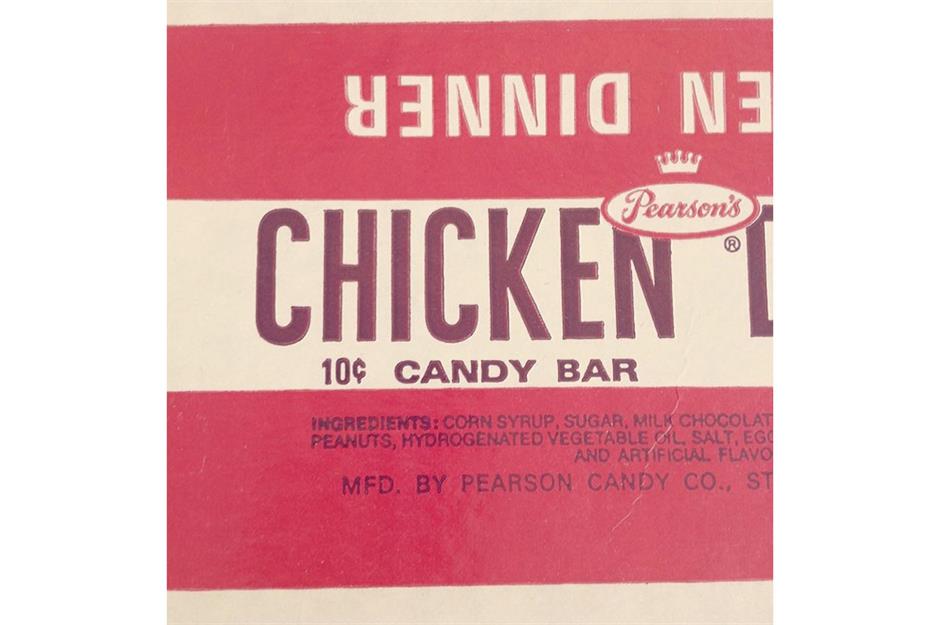 EN DINNER
Pearson's
CHICKEN D
®
10¢ CANDY BAR
INGREDIENTS: CORN SYRUP, SUGAR, MILK CHOCOLAT
PEANUTS, HYDROGENATED VEGETABLE OIL, SALT, EGG
AND ARTIFICIAL FLAVO
MFD. BY PEARSON CANDY CO., ST